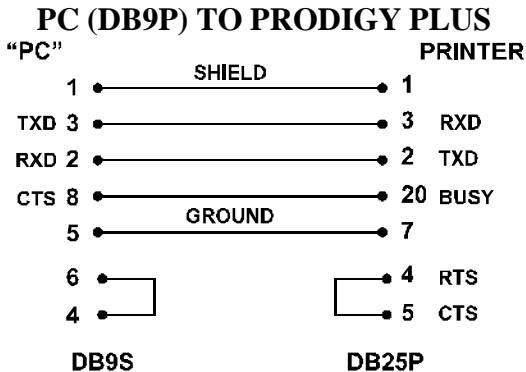 PC (DB9P) TO PRODIGY PLUS
“PC” PRINTER
1 SHIELD 1
TXD 3 3 RXD
RXD 2 2 TXD
CTS 8 20 BUSY
5 GROUND 7
6 4 RTS
4 5 CTS
DB9S DB25P